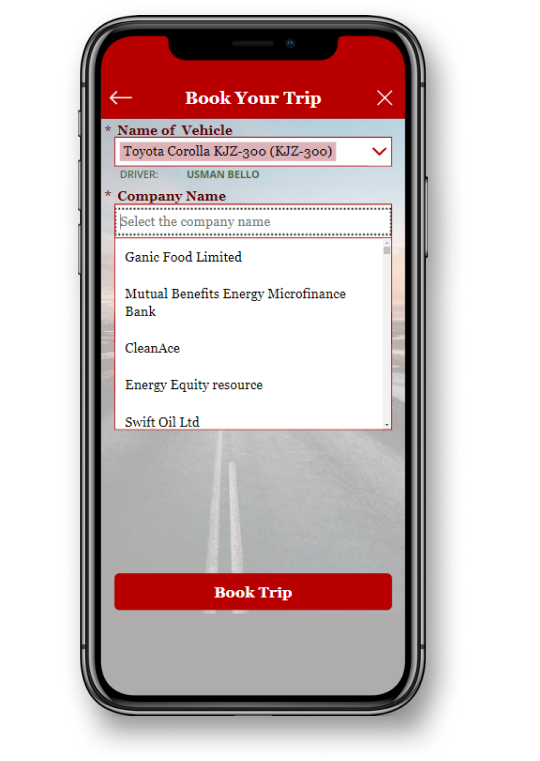 Book Your Trip
* Name of Vehicle
Toyota Corolla KJZ-300 (KJZ-300)
DRIVER: USMAN BELLO
* Company Name
Select the company name
Ganic Food Limited
Mutual Benefits Energy Microfinance
Bank
CleanAce
Energy Equity resource
Swift Oil Ltd
Book Trip